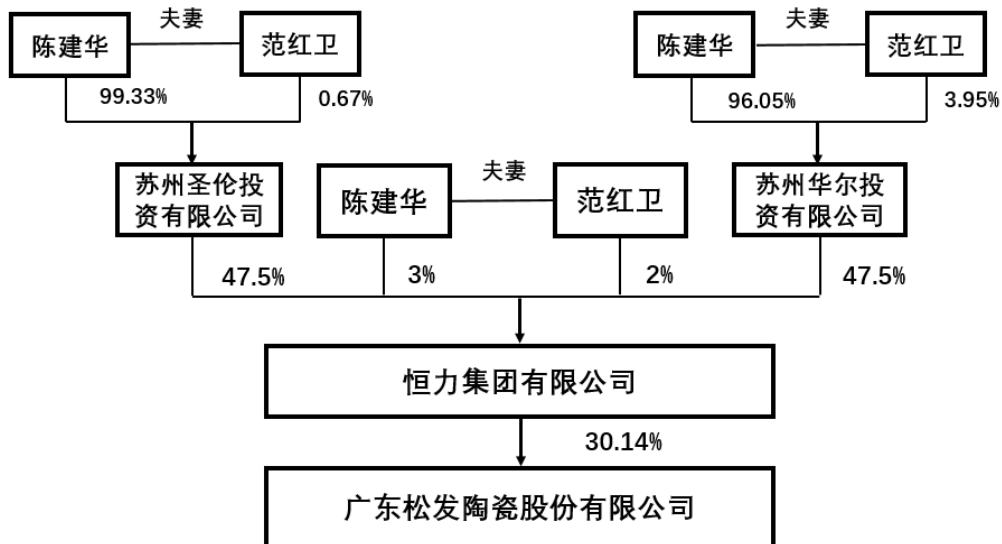 夫妻
夫妻
陈建华
范红卫
陈建华
范红卫
99.33%
0.67%
96.05%
3.95%
苏州圣伦投
资有限公司
夫妻
陈建华
范红卫
苏州华尔投
资有限公司
47.5%
3%
2%
47.5%
恒力集团有限公司
30.14%
广东松发陶瓷股份有限公司